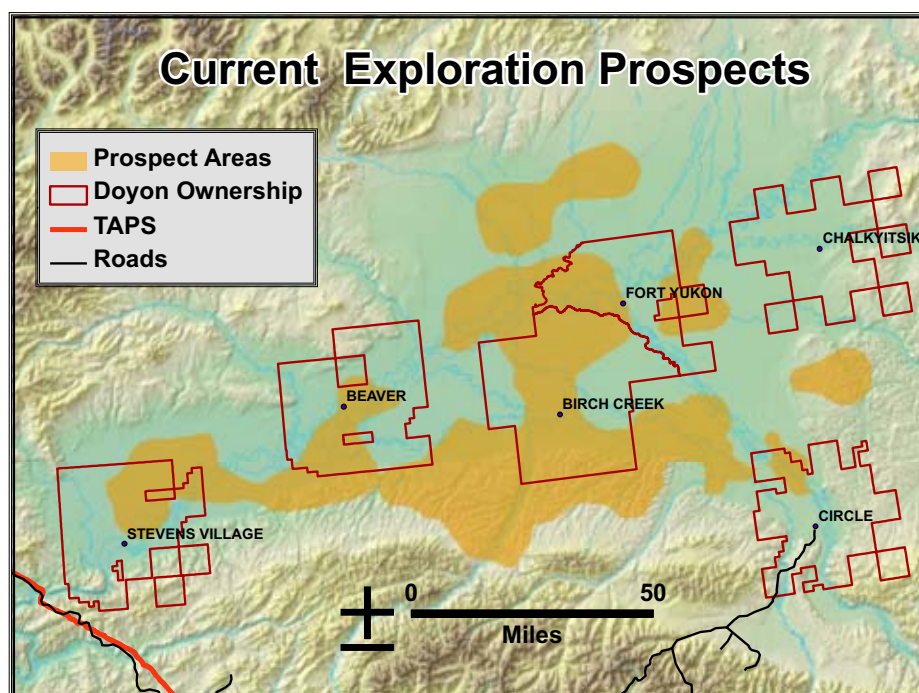 Current Exploration Prospects
Prospect Areas
Doyon Ownership
TAPS
Roads
CHALKYITSIK
FORT YUKON
BEAVER
BIRCH CREEK
STEVENS VILLAGE
CIRCLE
0 50
Miles